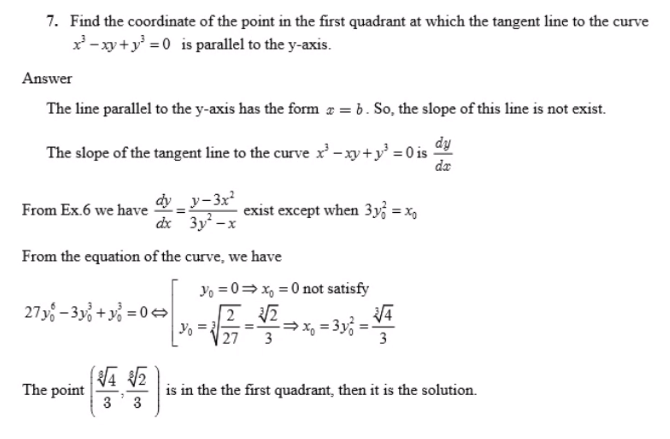 7. Find the coordinate of the point in the first quadrant at which the tangent line to the curve
x³ – xy + y³ = 0 is parallel to the y-axis.
Answer
The line parallel to the y-axis has the form x = b. So, the slope of this line is not exist.
The slope of the tangent line to the curve x³ – xy + y³ = 0 is dy/dx
From Ex.6 we have dy/dx = (y – 3x²)/(3y² – x) exist except when 3y₀² = x₀
From the equation of the curve, we have
27y₀⁶ – 3y₀³ + y₀³ = 0 ⇔ [ y₀ = 0 ⇒ x₀ = 0 not satisfy
y₀ = ∛(2/27) = ∛2/3 ⇒ x₀ = 3y₀² = ∛4/3
The point (∛4/3, ∛2/3) is in the the first quadrant, then it is the solution.